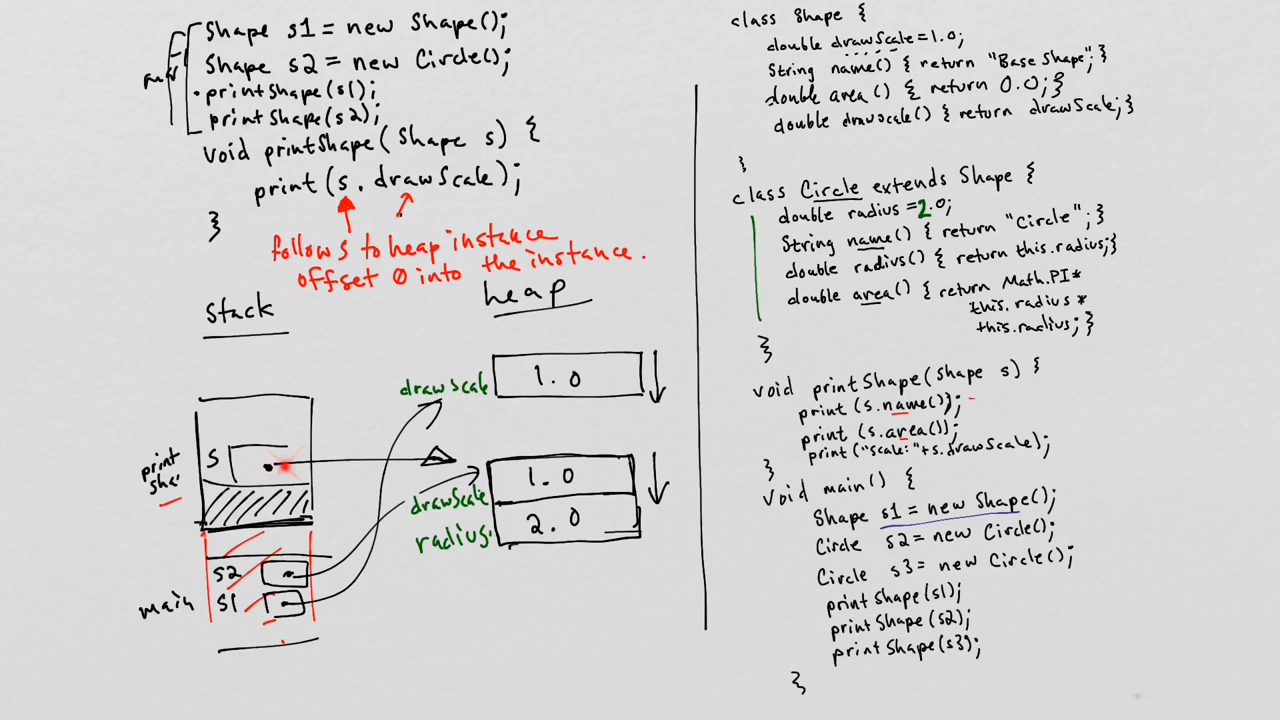 Shape s1 = new Shape();
Shape s2 = new Circle();
printShape(s1);
printShape(s2);
void printShape(Shape s) {
print(s.drawScale);
}
follow s to heap instance
offset 0 into the instance.
Stack
heap
drawScale
1.0
S
print
sha
1.0
drawScale
2.0
radius
s2
main
s1
class Shape {
double drawScale = 1.0;
String name() { return "Base Shape"; }
double area() { return 0.0; }
double drawscale() { return drawScale; }
}
class Circle extends Shape {
double radius = 2.0;
String name() { return "Circle"; }
double radius() { return this.radius; }
double area() { return Math.PI *
this.radius *
this.radius; }
}
void printShape(Shape s) {
print(s.name());
print(s.area());
print("scale:"+s.drawScale);
}
void main() {
Shape s1 = new Shape();
Circle s2 = new Circle();
Circle s3 = new Circle();
printShape(s1);
printShape(s2);
printShape(s3);
}